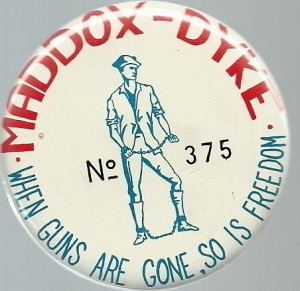 · MADDOX - DYKE ·
Nº 375
WHEN GUNS ARE GONE, SO IS FREEDOM